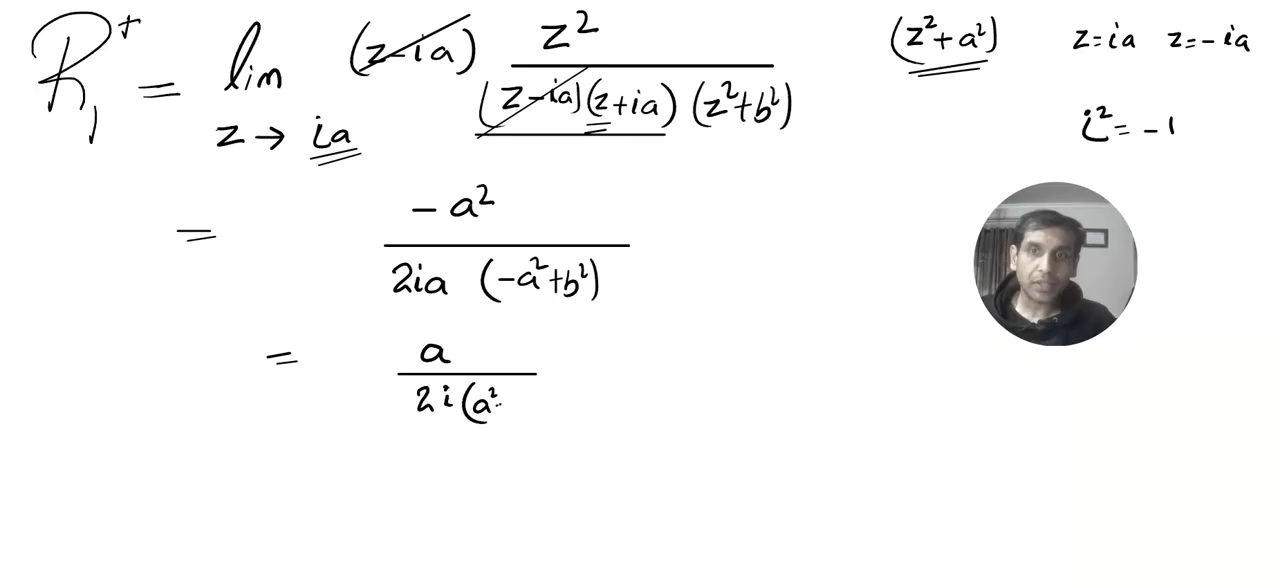 R₁⁺ = lim z → ia (z-ia) z² / (z-ia)(z+ia)(z²+b²)
(z²+a²) z=ia z=-ia
i² = -1
= -a² / 2ia (-a²+b²)
= a / 2i(a²